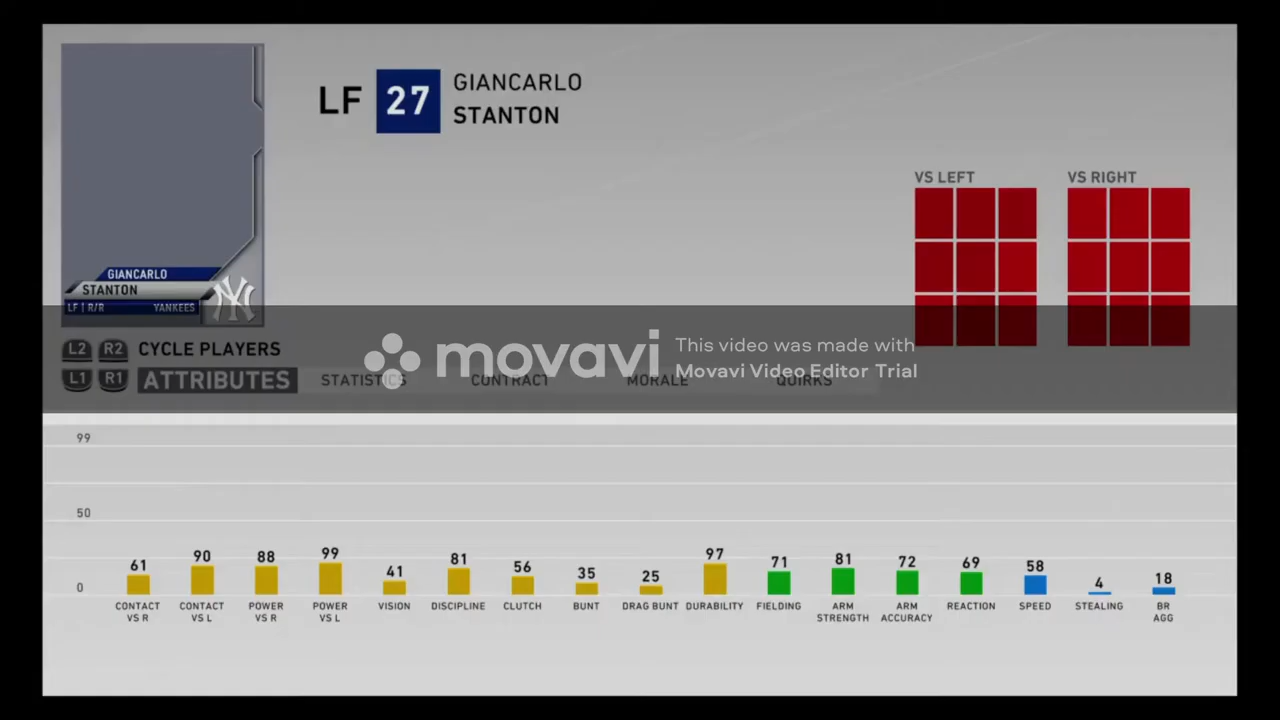 LF 27 GIANCARLO
STANTON
VS LEFT VS RIGHT
GIANCARLO
STANTON
LF | R/R YANKEES
NY
L2 R2 CYCLE PLAYERS
L1 R1 ATTRIBUTES STATISTICS CONTRACT MORALE QUIRKS
movavi
This video was made with
Movavi Video Editor Trial
99
50
0
61 90 88 99 41 81 56 35 25 97 71 81 72 69 58 4 18
CONTACT VS R
CONTACT VS L
POWER VS R
POWER VS L
VISION
DISCIPLINE
CLUTCH
BUNT
DRAG BUNT
DURABILITY
FIELDING
ARM STRENGTH
ARM ACCURACY
REACTION
SPEED
STEALING
BR AGG